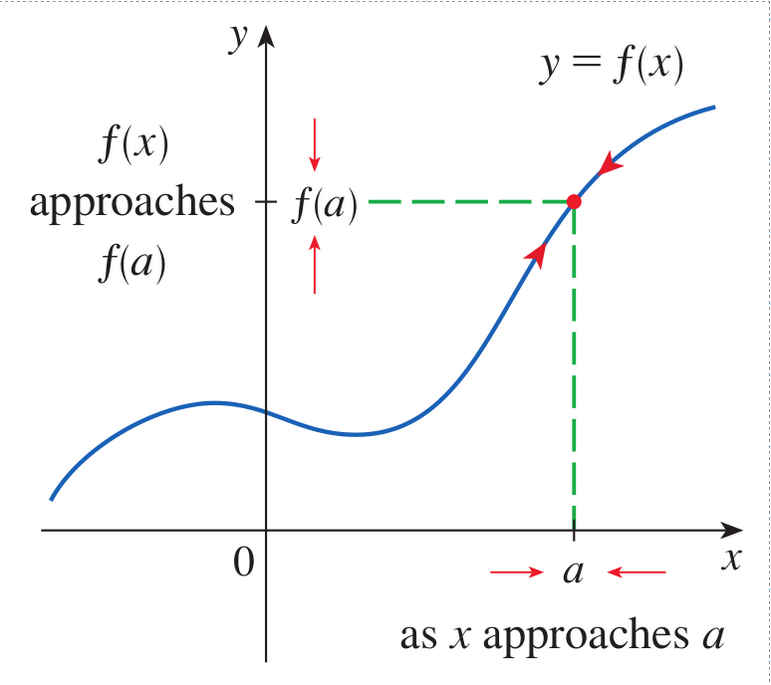 y
y = f(x)
f(x)
approaches
f(a)
f(a)
0
a
x
as x approaches a